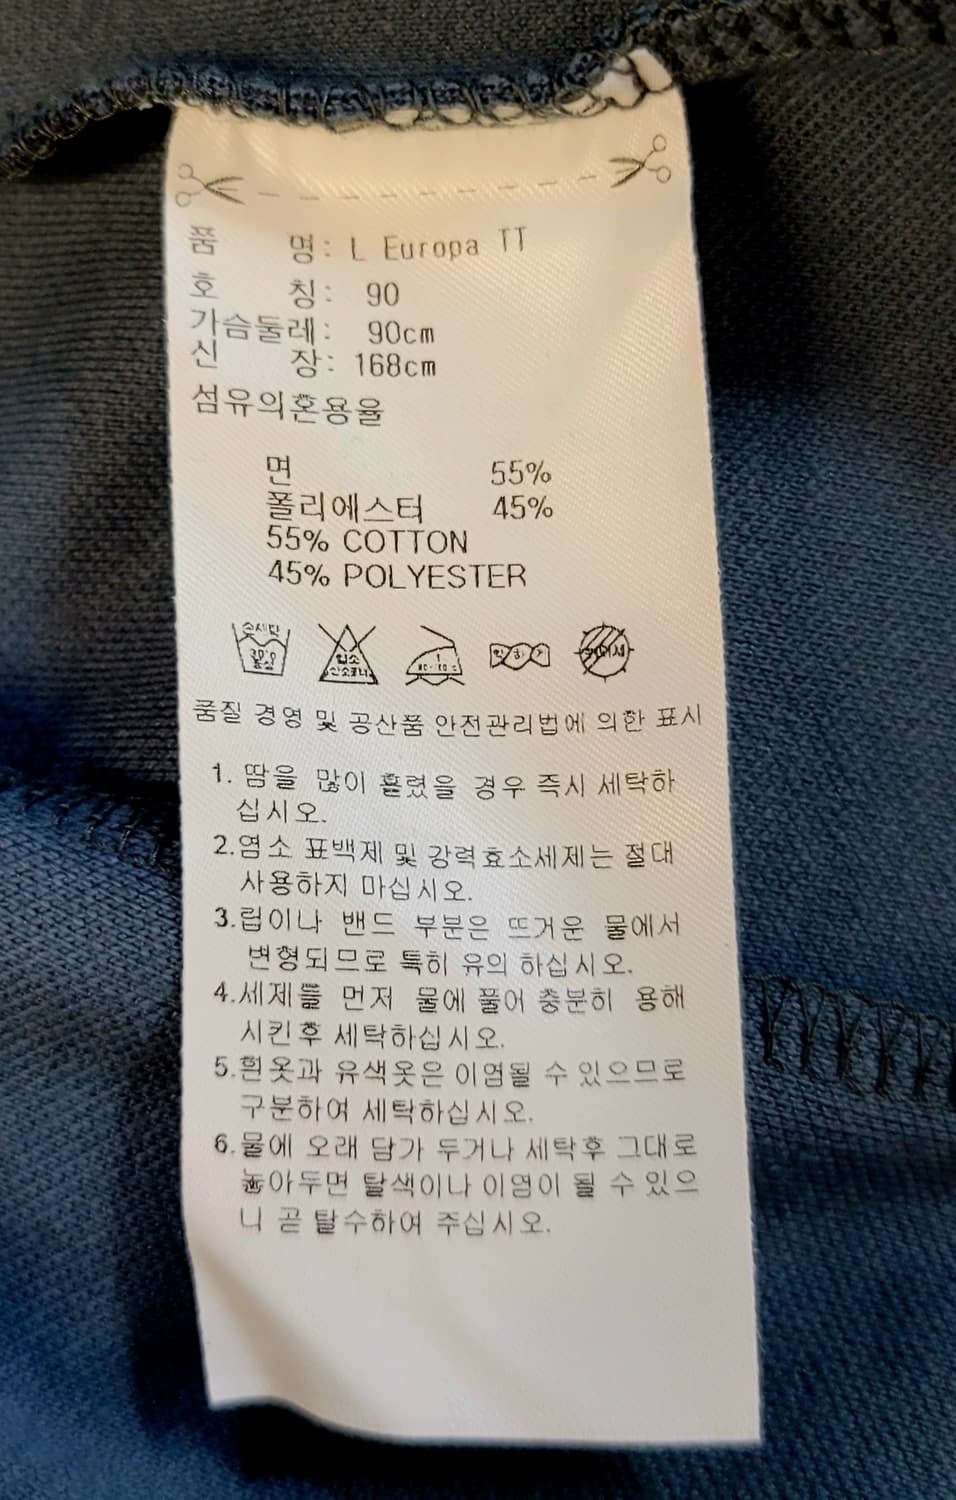 품 명: L Europa TT
호 칭: 90
가슴둘레: 90cm
신 장: 168cm
섬유의혼용율
면 55%
폴리에스터 45%
55% COTTON
45% POLYESTER
손세탁 30°C 중성
염소
품질 경영 및 공산품 안전관리법에 의한 표시
1. 땀을 많이 흘렸을 경우 즉시 세탁하
십시오.
2.염소 표백제 및 강력효소세제는 절대
사용하지 마십시오.
3.립이나 밴드 부분은 뜨거운 물에서
변형되므로 특히 유의 하십시오.
4.세제를 먼저 물에 풀어 충분히 용해
시킨후 세탁하십시오.
5.흰옷과 유색옷은 이염될 수 있으므로
구분하여 세탁하십시오.
6.물에 오래 담가 두거나 세탁후 그대로
놓아두면 탈색이나 이염이 될 수 있으
니 곧 탈수하여 주십시오.